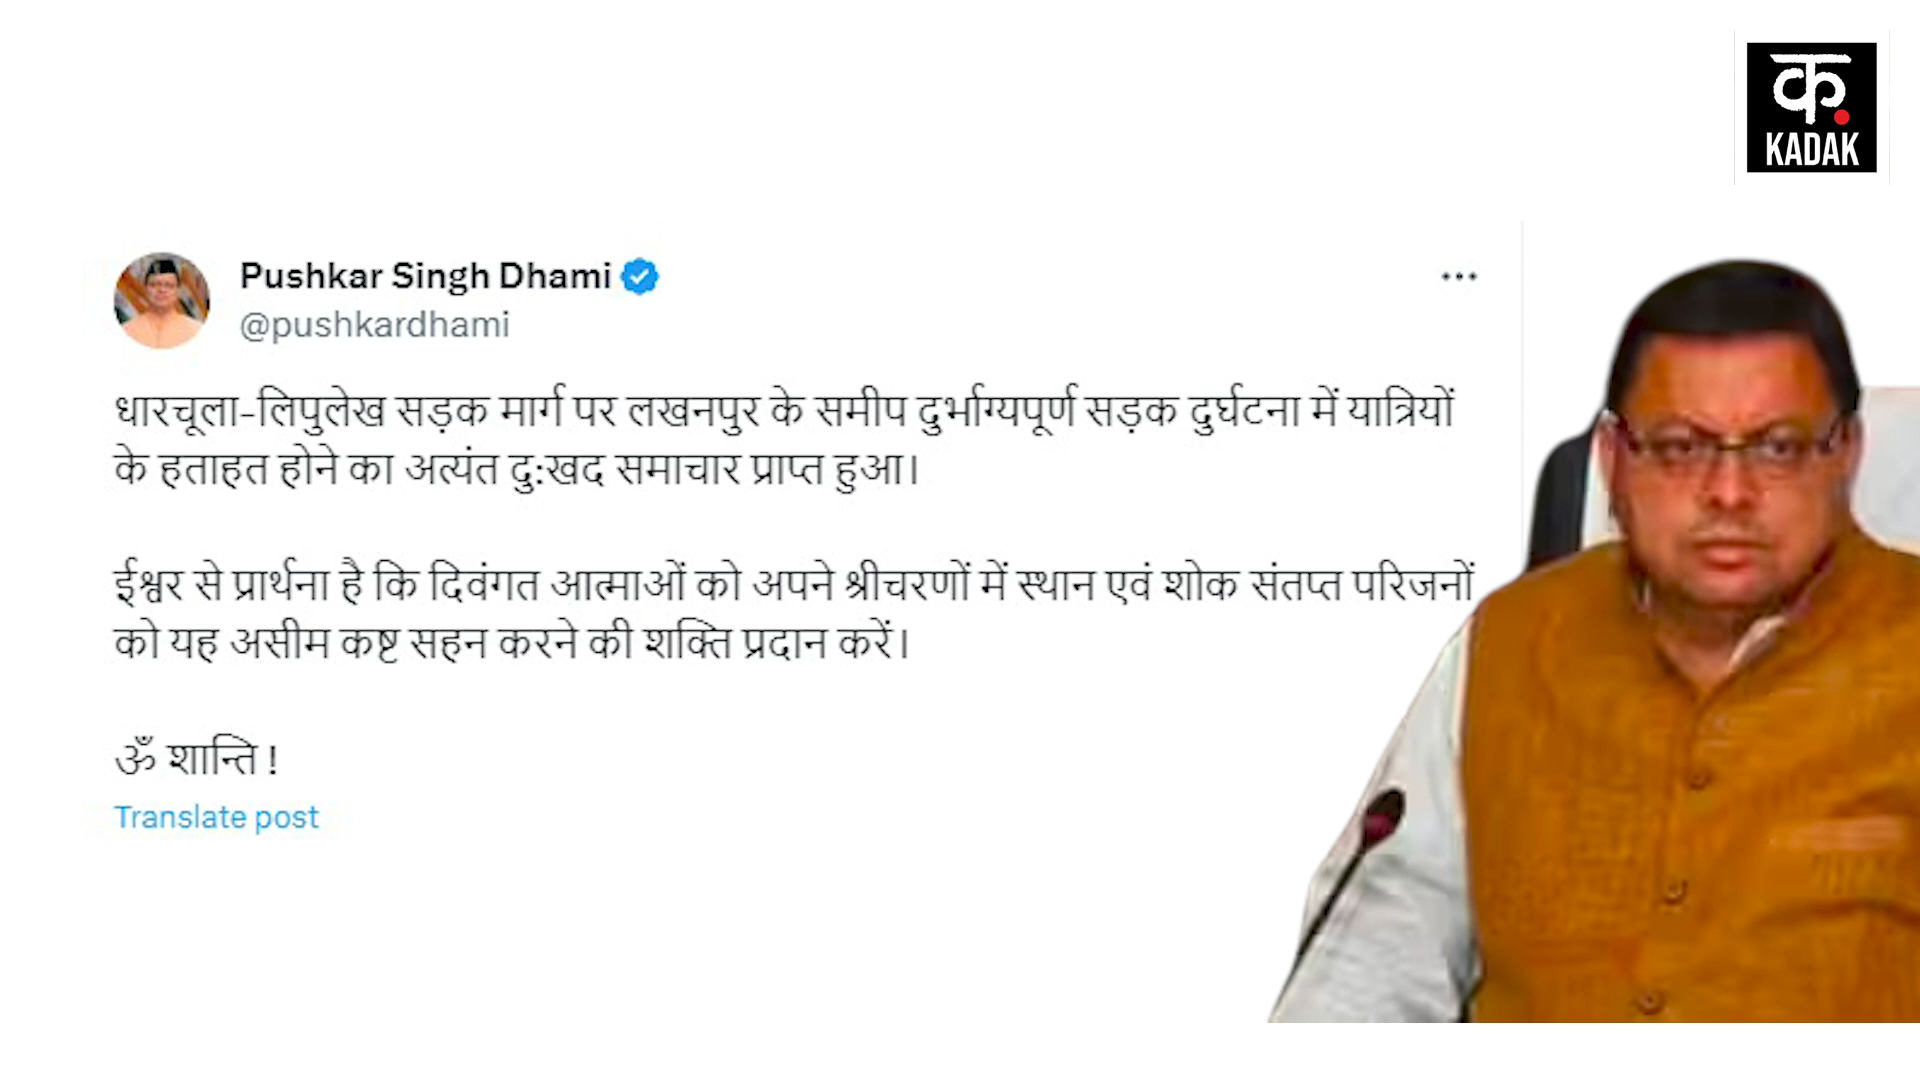 क.
KADAK
Pushkar Singh Dhami
@pushkardhami
धारचूला-लिपुलेख सड़क मार्ग पर लखनपुर के समीप दुर्भाग्यपूर्ण सड़क दुर्घटना में यात्रियों
के हताहत होने का अत्यंत दु:खद समाचार प्राप्त हुआ।
ईश्वर से प्रार्थना है कि दिवंगत आत्माओं को अपने श्रीचरणों में स्थान एवं शोक संतप्त परिजनों
को यह असीम कष्ट सहन करने की शक्ति प्रदान करें।
ॐ शान्ति !
Translate post